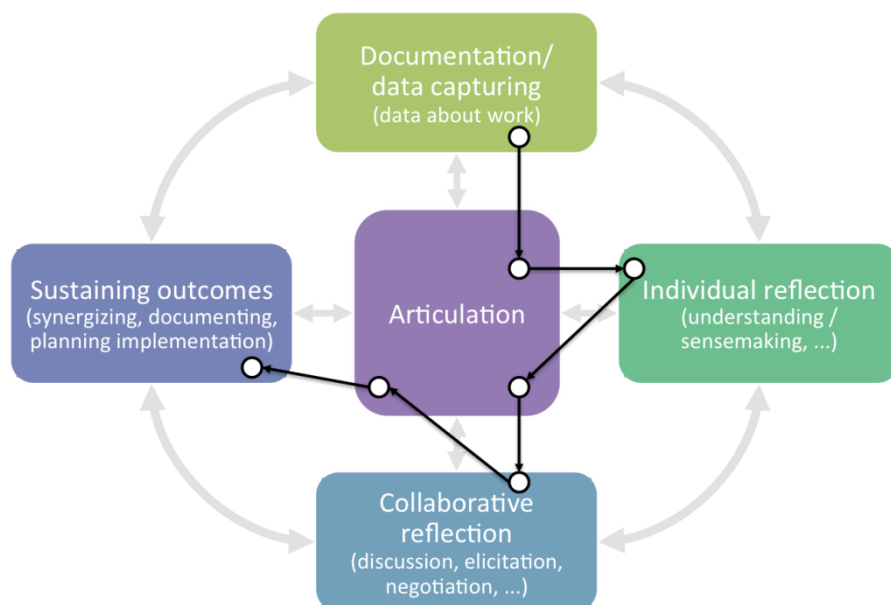 Documentation/
data capturing
(data about work)
Sustaining outcomes
(synergizing, documenting,
planning implementation)
Articulation
Individual reflection
(understanding /
sensemaking, ...)
Collaborative
reflection
(discussion, elicitation,
negotiation, ...)